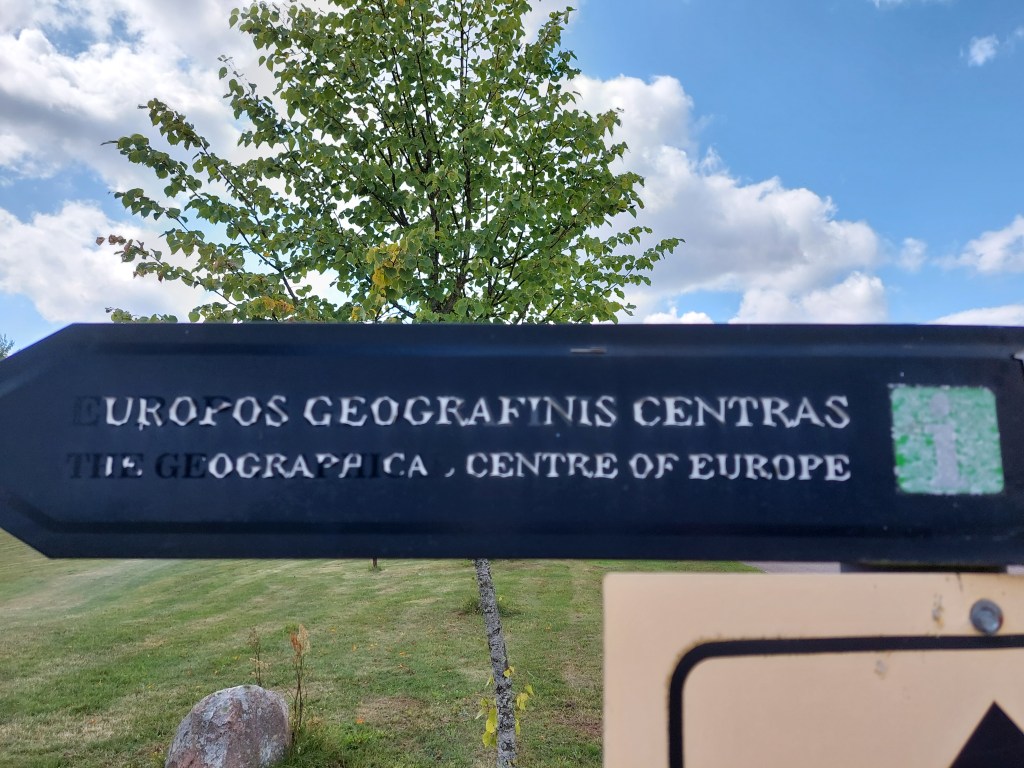 EUROPOS GEOGRAFINIS CENTRAS
THE GEOGRAPHICAL CENTRE OF EUROPE
i